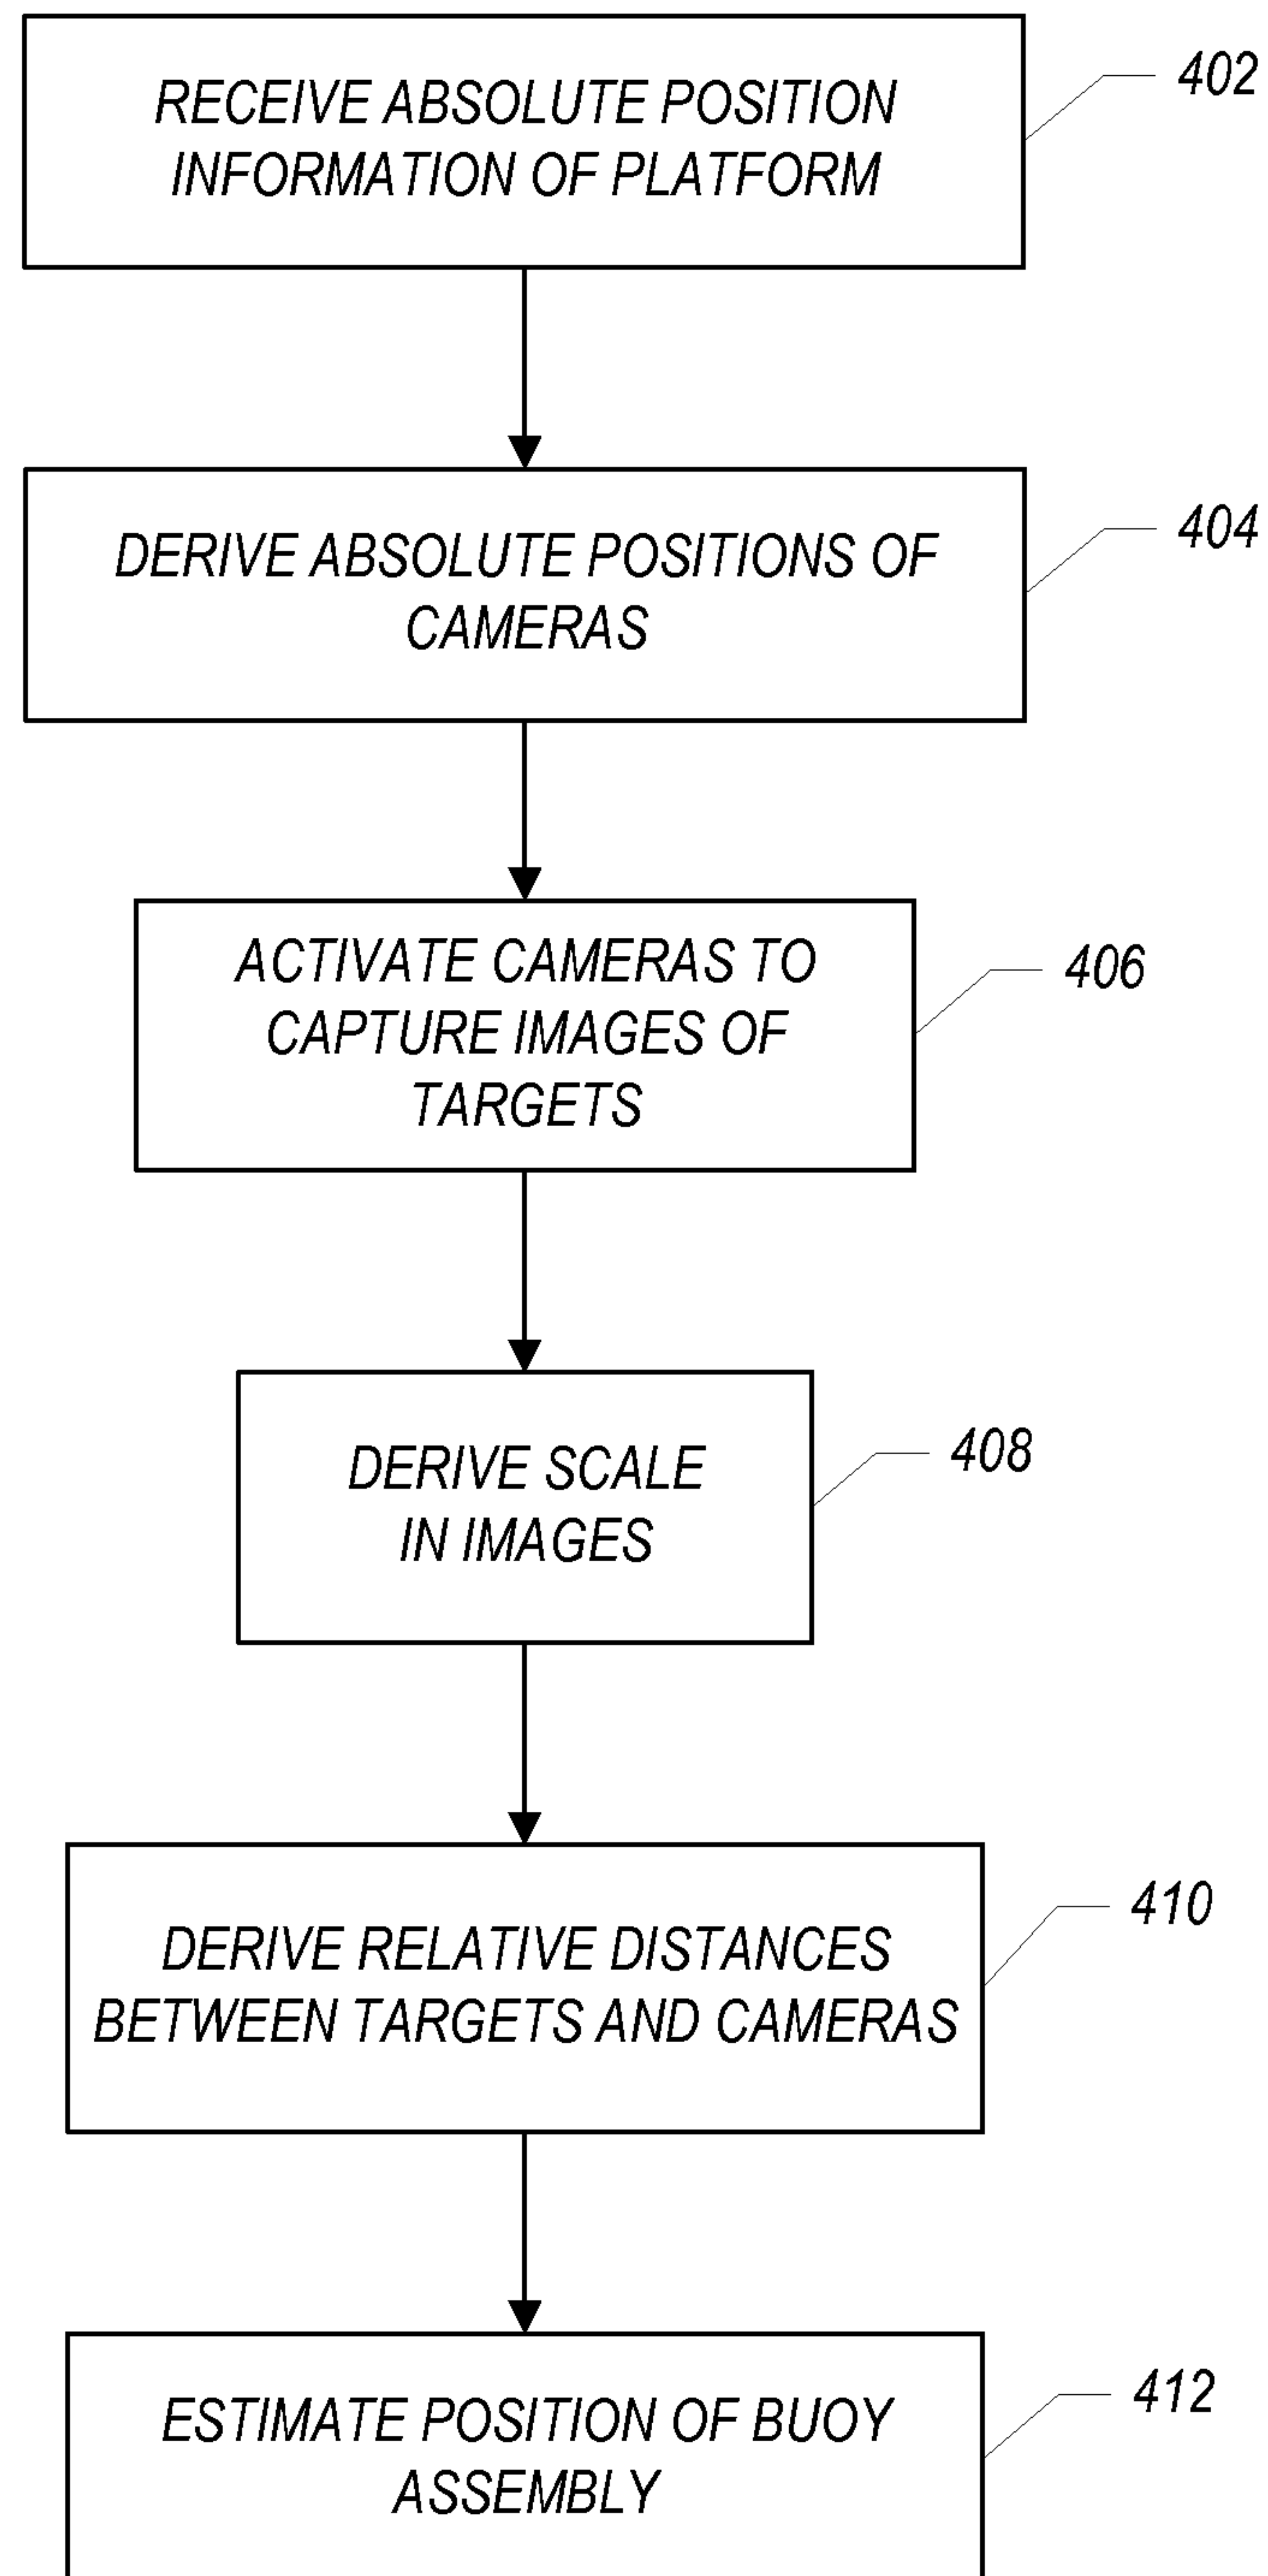 RECEIVE ABSOLUTE POSITION
INFORMATION OF PLATFORM
402
DERIVE ABSOLUTE POSITIONS OF
CAMERAS
404
ACTIVATE CAMERAS TO
CAPTURE IMAGES OF
TARGETS
406
DERIVE SCALE
IN IMAGES
408
DERIVE RELATIVE DISTANCES
BETWEEN TARGETS AND CAMERAS
410
ESTIMATE POSITION OF BUOY
ASSEMBLY
412